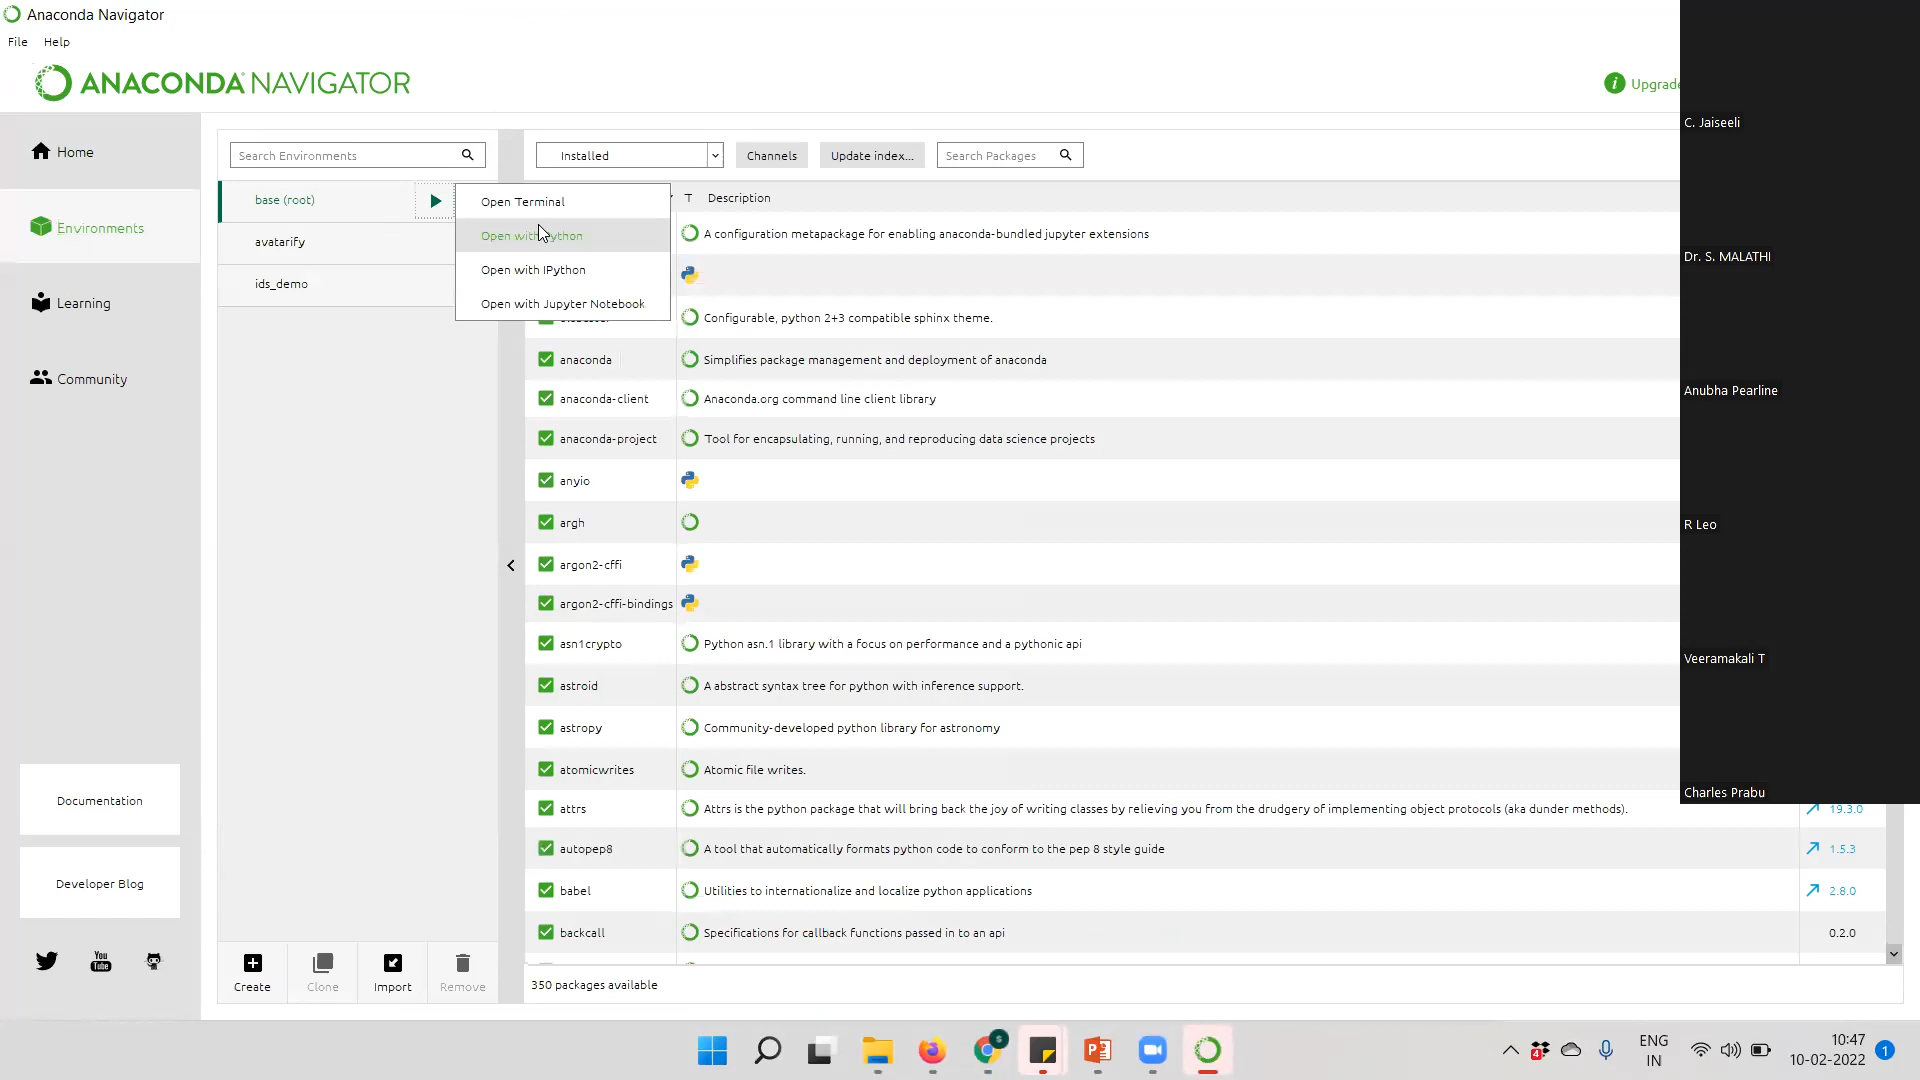 Anaconda Navigator
File Help
ANACONDA NAVIGATOR
Upgrade
Home
Environments
Learning
Community
Documentation
Developer Blog
Search Environments
base (root)
avatarify
ids_demo
Open Terminal
Open with Python
Open with IPython
Open with Jupyter Notebook
Installed
Channels
Update index...
Search Packages
T Description
A configuration metapackage for enabling anaconda-bundled jupyter extensions
Configurable, python 2+3 compatible sphinx theme.
anaconda Simplifies package management and deployment of anaconda
anaconda-client Anaconda.org command line client library
anaconda-project Tool for encapsulating, running, and reproducing data science projects
anyio
argh
argon2-cffi
argon2-cffi-bindings
asn1crypto Python asn.1 library with a focus on performance and a pythonic api
astroid A abstract syntax tree for python with inference support.
astropy Community-developed python library for astronomy
atomicwrites Atomic file writes.
attrs Attrs is the python package that will bring back the joy of writing classes by relieving you from the drudgery of implementing object protocols (aka dunder methods). 19.3.0
autopep8 A tool that automatically formats python code to conform to the pep 8 style guide 1.5.3
babel Utilities to internationalize and localize python applications 2.8.0
backcall Specifications for callback functions passed in to an api 0.2.0
Create
Clone
Import
Remove
350 packages available
C. Jaiseeli
Dr. S. MALATHI
Anubha Pearline
R Leo
Veeramakali T
Charles Prabu
You
Tube
S
4
ENG
IN
10:47
10-02-2022
1